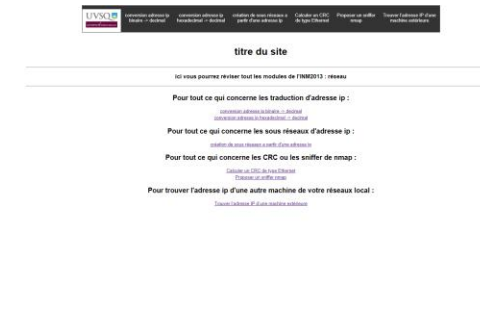 UVSQ
conversion adresse ip
binaire -> decimal
conversion adresse ip
hexadecimal -> decimal
création de sous réseaux a
partir d'une adresse ip
Calculer un CRC
de type Ethernet
Proposer un sniffer
nmap
Trouver l'adresse IP d'une
machine extérieure
titre du site
ici vous pourrez réviser tout les modules de l'INM2013 : réseau
Pour tout ce qui concerne les traduction d'adresse ip :
conversion adresse ip binaire -> decimal
conversion adresse ip hexadecimal -> decimal
Pour tout ce qui concerne les sous réseaux d'adresse ip :
création de sous réseaux a partir d'une adresse ip
Pour tout ce qui concerne les CRC ou les sniffer de nmap :
Calculer un CRC de type Ethernet
Proposer un sniffer nmap
Pour trouver l'adresse ip d'une autre machine de votre réseaux local :
Trouver l'adresse IP d'une machine extérieure